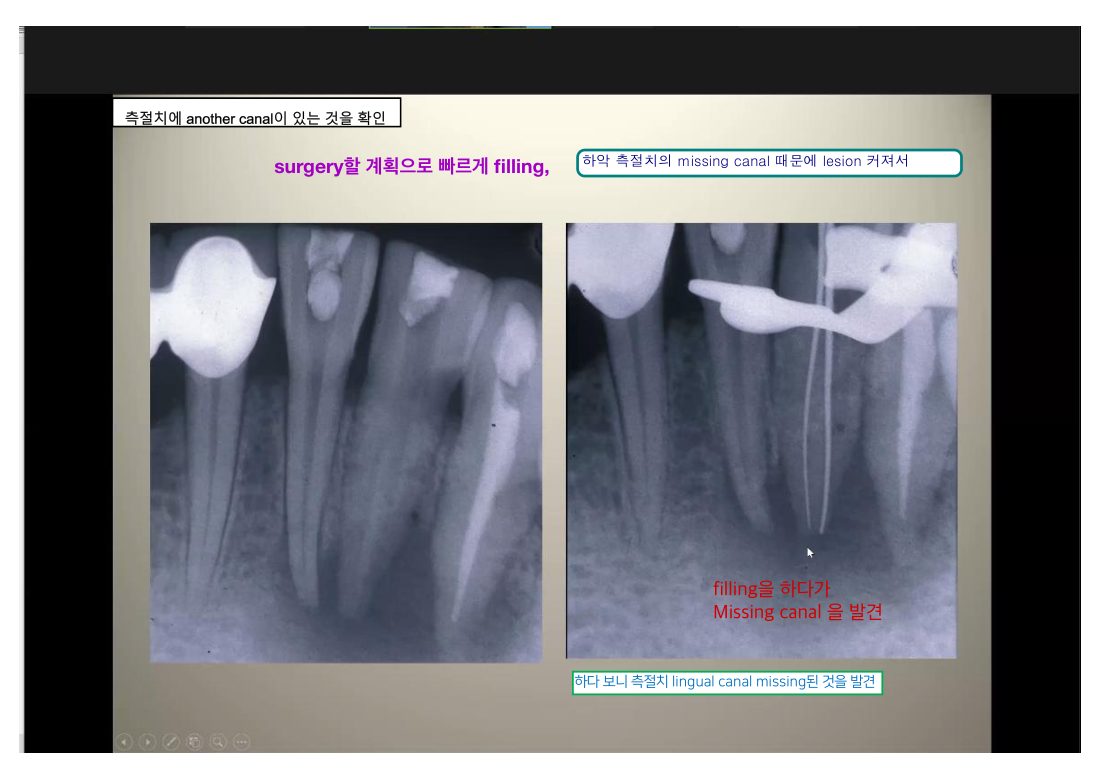 측절치에 another canal이 있는 것을 확인
surgery할 계획으로 빠르게 filling,
하악 측절치의 missing canal 때문에 lesion 커져서
filling을 하다가
Missing canal 을 발견
하다 보니 측절치 lingual canal missing된 것을 발견